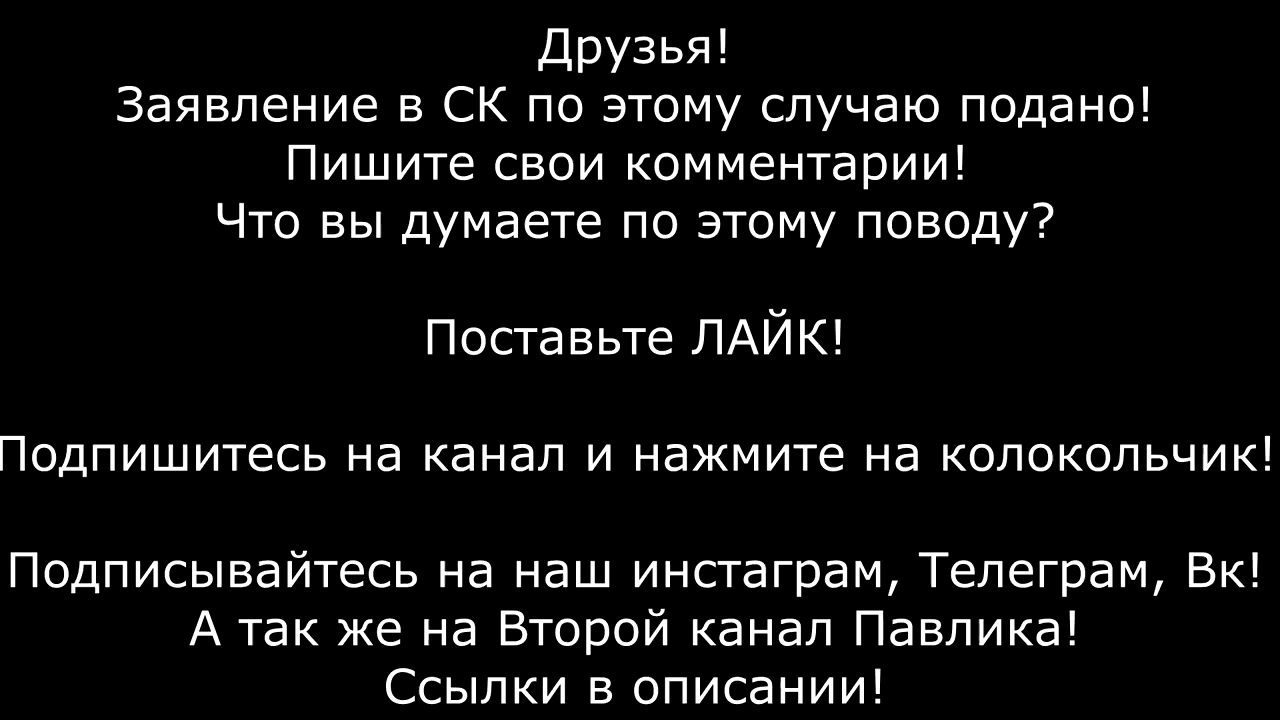 Друзья!
Заявление в СК по этому случаю подано!
Пишите свои комментарии!
Что вы думаете по этому поводу?
Поставьте ЛАЙК!
Подпишитесь на канал и нажмите на колокольчик!
Подписывайтесь на наш инстаграм, Телеграм, Вк!
А так же на Второй канал Павлика!
Ссылки в описании!